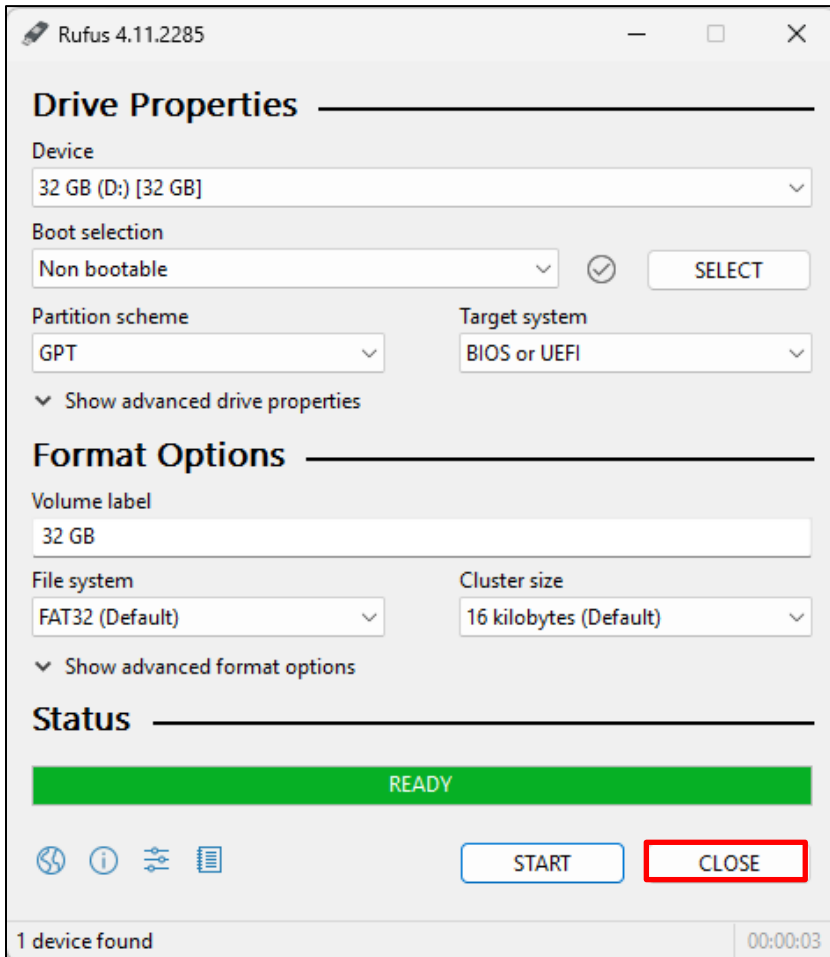 Rufus 4.11.2285
Drive Properties
Device
32 GB (D:) [32 GB]
Boot selection
Non bootable
SELECT
Partition scheme
Target system
GPT
BIOS or UEFI
Show advanced drive properties
Format Options
Volume label
32 GB
File system
Cluster size
FAT32 (Default)
16 kilobytes (Default)
Show advanced format options
Status
READY
START
CLOSE
1 device found
00:00:03